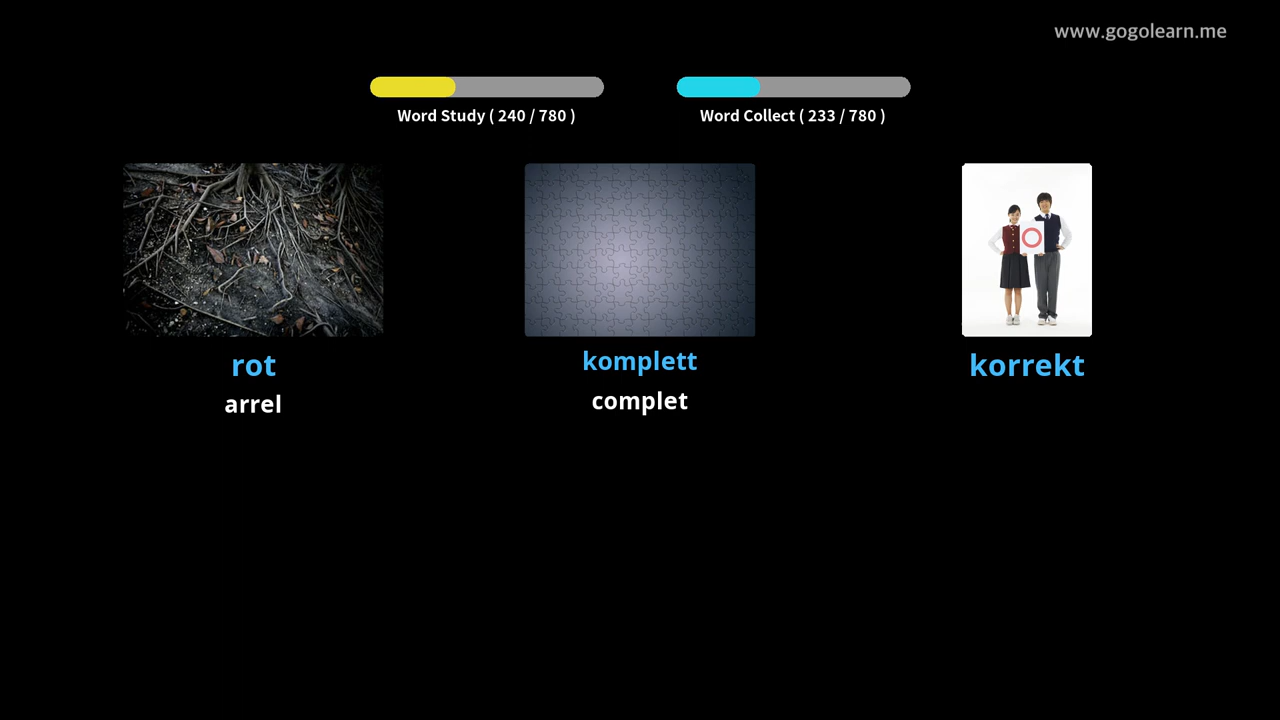 www.gogolearn.me
Word Study ( 240 / 780 )
Word Collect ( 233 / 780 )
rot
arrel
komplett
complet
korrekt